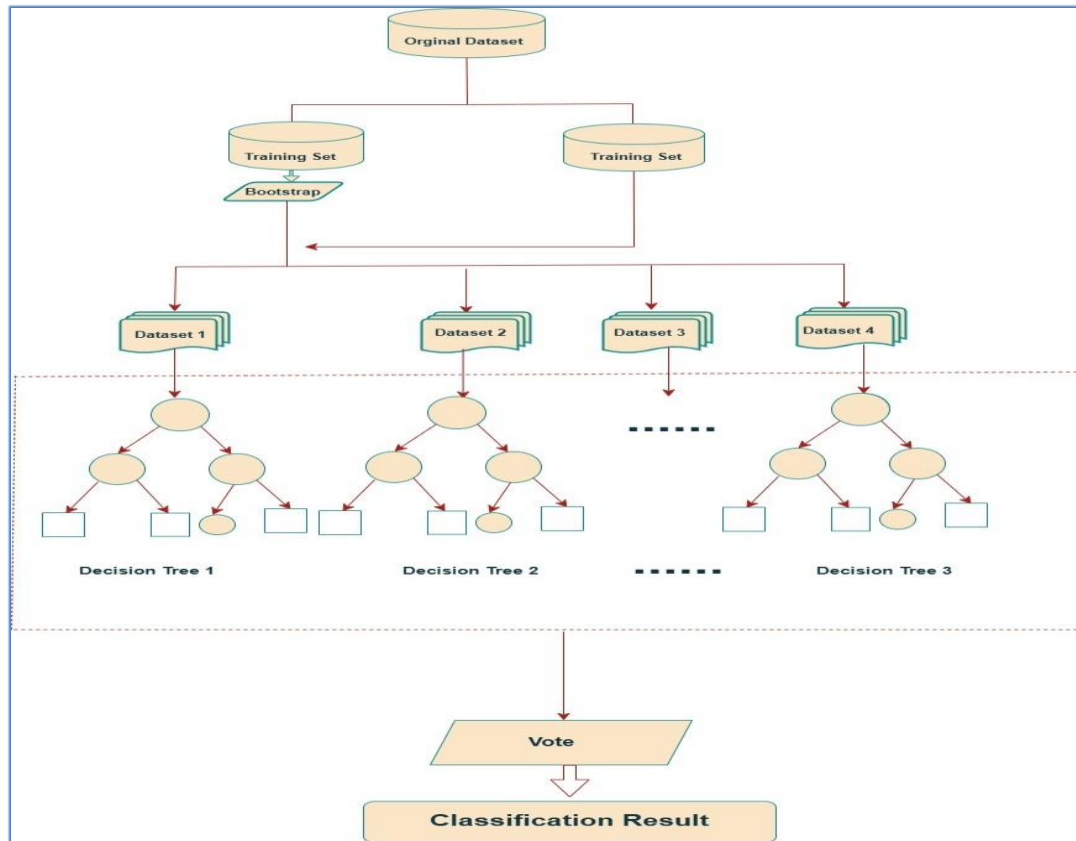 Orginal Dataset
Training Set
Training Set
Bootstrap
Dataset 1
Dataset 2
Dataset 3
Dataset 4
Decision Tree 1
Decision Tree 2
Decision Tree 3
Vote
Classification Result